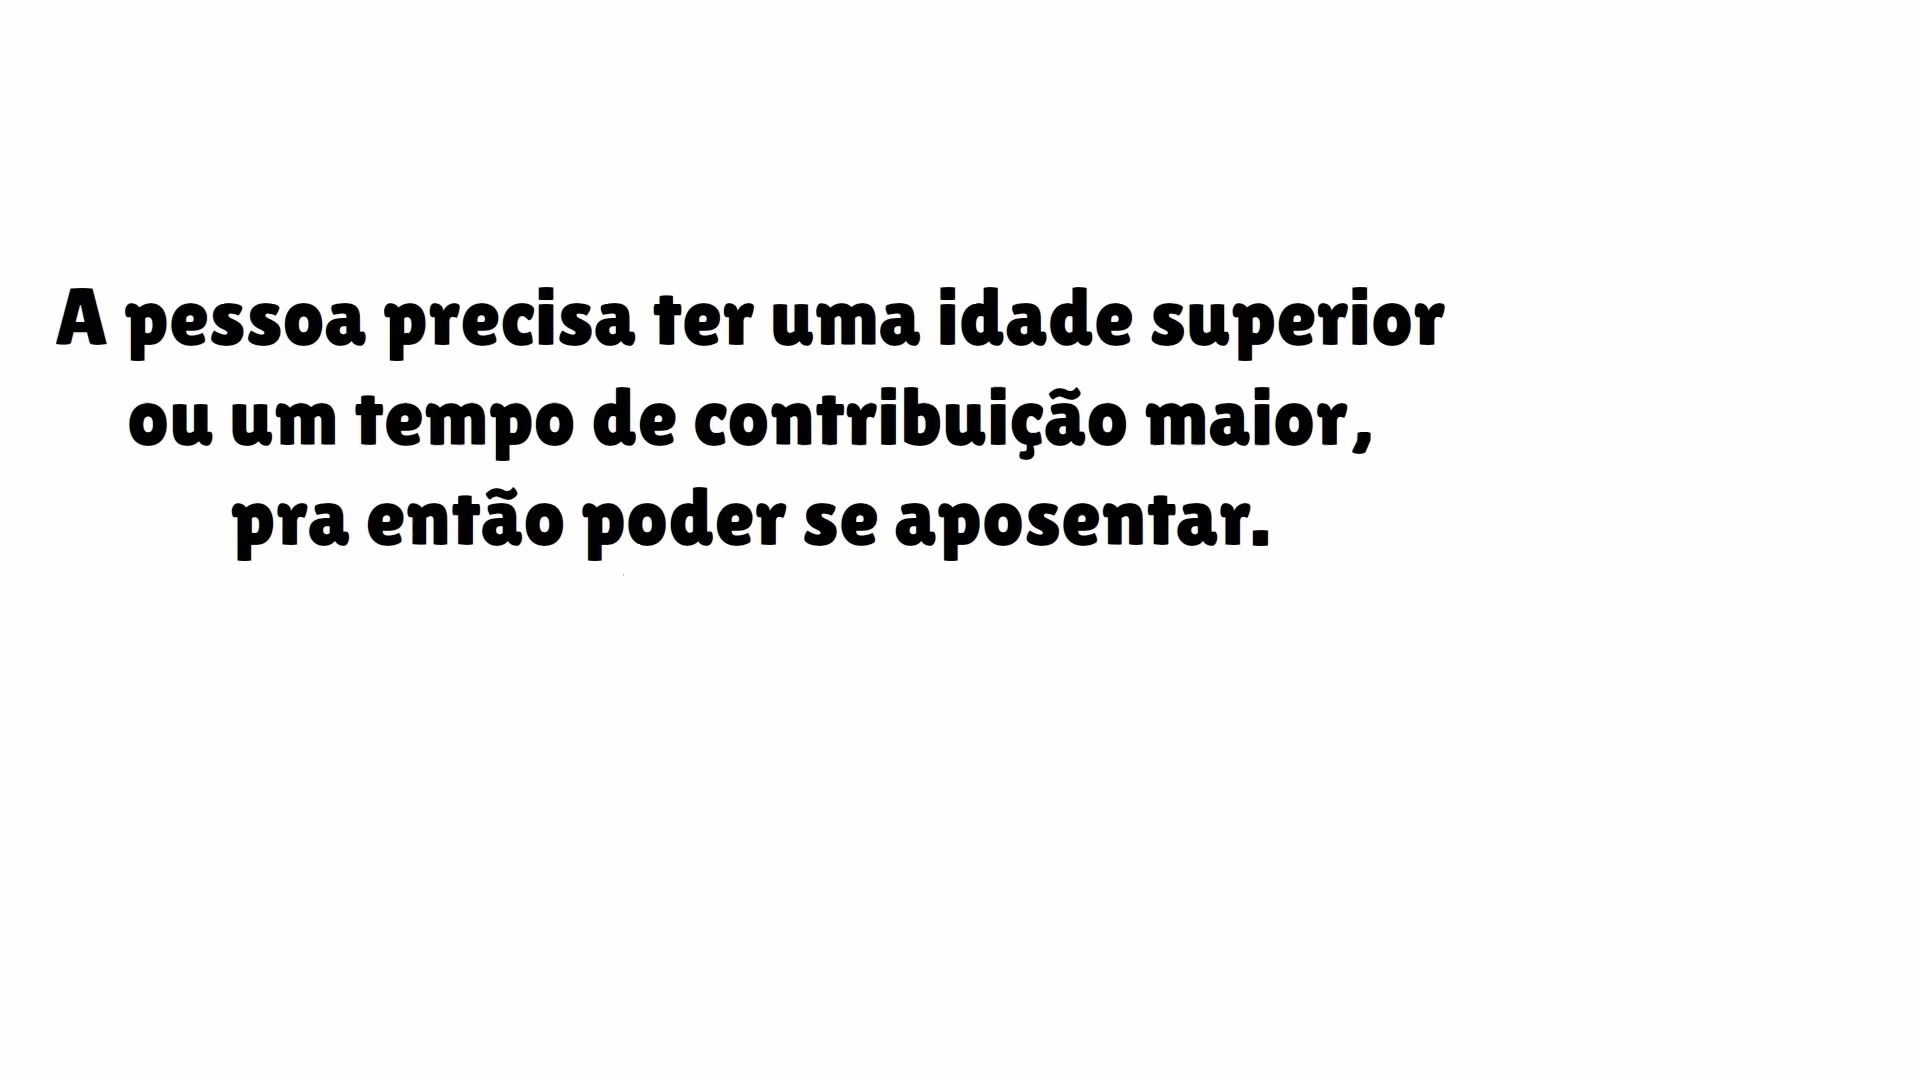 A pessoa precisa ter uma idade superior
ou um tempo de contribuição maior,
pra então poder se aposentar.